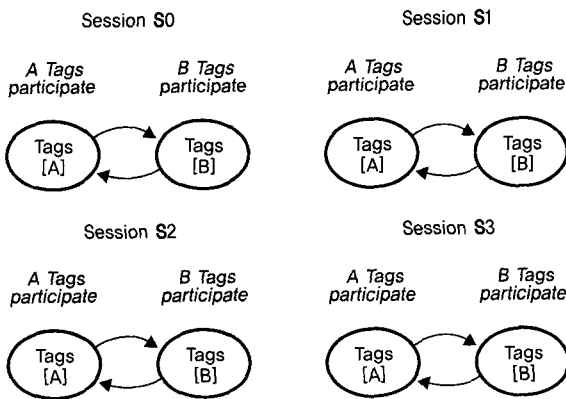 Session S0
A Tags participate
B Tags participate
Tags [A]
Tags [B]
Session S1
A Tags participate
B Tags participate
Tags [A]
Tags [B]
Session S2
A Tags participate
B Tags participate
Tags [A]
Tags [B]
Session S3
A Tags participate
B Tags participate
Tags [A]
Tags [B]